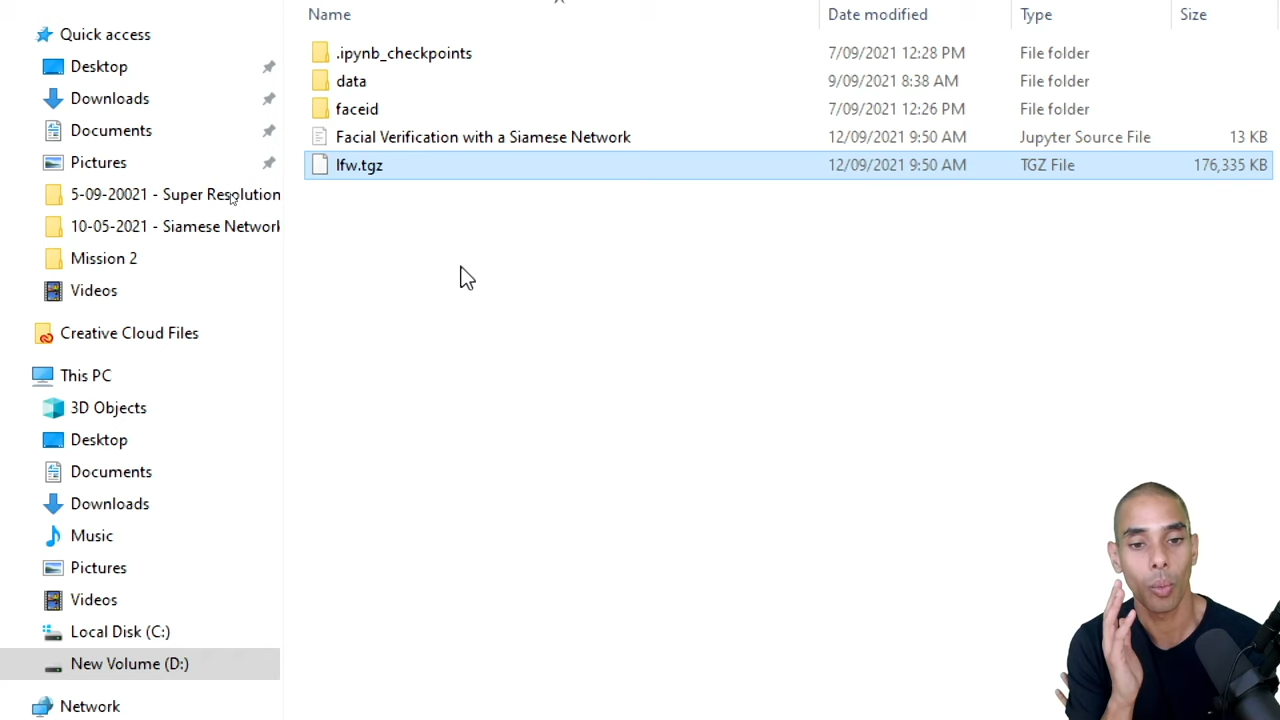 Name Date modified Type Size
Quick access
Desktop
Downloads
Documents
Pictures
5-09-20021 - Super Resolution
10-05-2021 - Siamese Network
Mission 2
Videos
Creative Cloud Files
This PC
3D Objects
Desktop
Documents
Downloads
Music
Pictures
Videos
Local Disk (C:)
New Volume (D:)
Network
.ipynb_checkpoints 7/09/2021 12:28 PM File folder
data 9/09/2021 8:38 AM File folder
faceid 7/09/2021 12:26 PM File folder
Facial Verification with a Siamese Network 12/09/2021 9:50 AM Jupyter Source File 13 KB
lfw.tgz 12/09/2021 9:50 AM TGZ File 176,335 KB